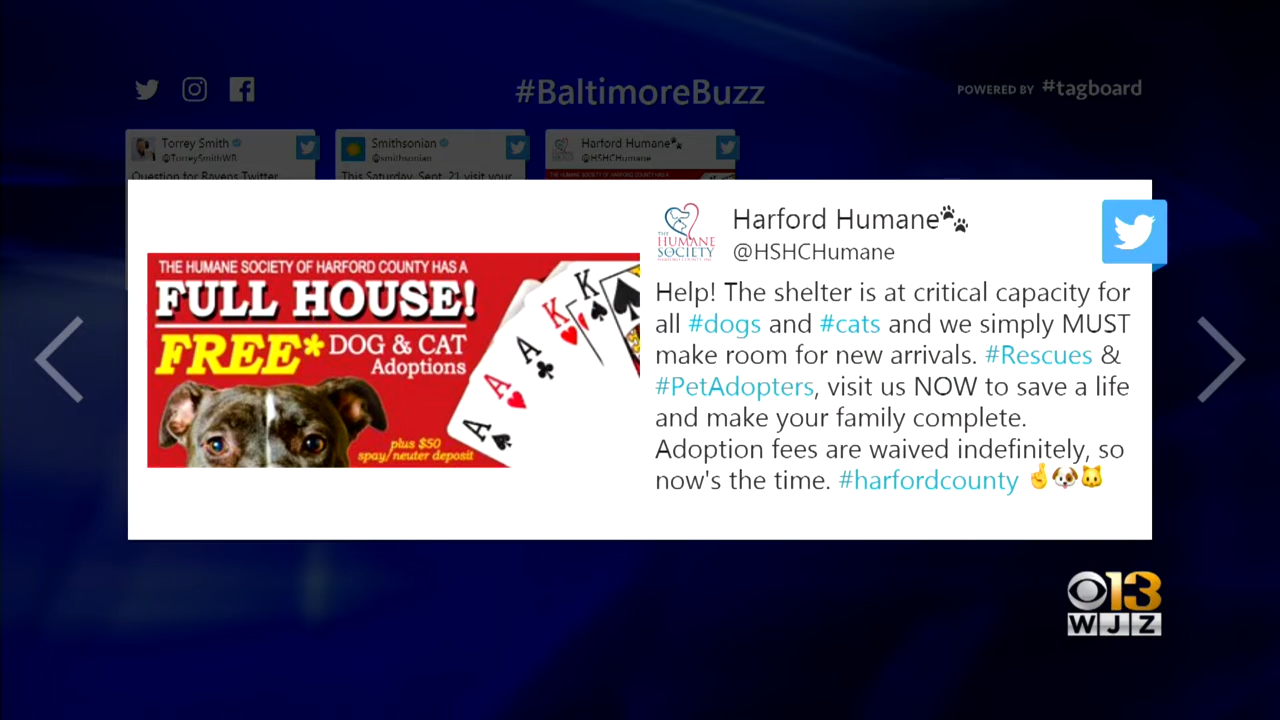 #BaltimoreBuzz
POWERED BY #tagboard
Torrey Smith
@TorreySmithWR
Question for Ravens Twitter
Smithsonian
@smithsonian
This Saturday, Sept. 21 visit your
Harford Humane🐾
@HSHCHumane
THE HUMANE SOCIETY OF HARFORD COUNTY HAS A
THE HUMANE SOCIETY OF HARFORD COUNTY HAS A
FULL HOUSE!
FREE* DOG & CAT
Adoptions
plus $50
spay/neuter deposit
A
A
A
K
K
THE
HUMANE
SOCIETY
Harford Humane🐾
@HSHCHumane
Help! The shelter is at critical capacity for
all #dogs and #cats and we simply MUST
make room for new arrivals. #Rescues &
#PetAdopters, visit us NOW to save a life
and make your family complete.
Adoption fees are waived indefinitely, so
now's the time. #harfordcounty 🤞🐶🐱
13
WJZ